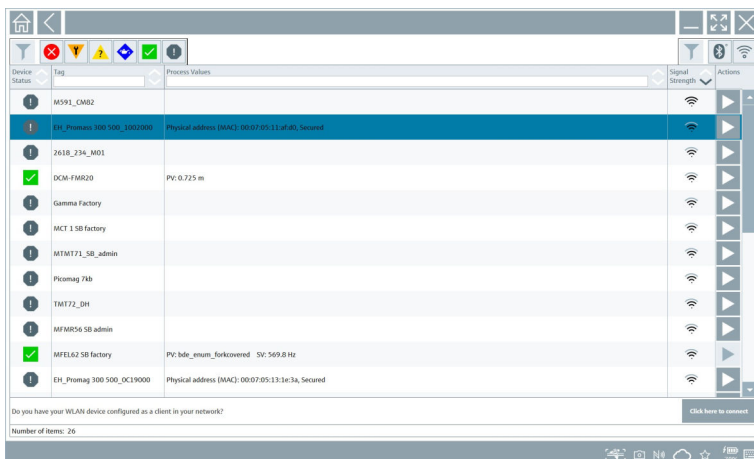 Device Status
Tag
Process Values
Signal Strength
Actions
M591_CM82
EH_Promass 300 500_1002000 Physical address (MAC): 00:07:05:11:af:d0, Secured
2618_234_M01
DCM-FMR20 PV: 0.725 m
Gamma Factory
MCT 1 SB factory
MTMT71_SB_admin
Picomag 7kb
TMT72_DH
MFMR56 SB admin
MFEL62 SB factory PV: bde_enum_forkcovered SV: 569.8 Hz
EH_Promag 300 500_0C19000 Physical address (MAC): 00:07:05:13:1e:3a, Secured
Do you have your WLAN device configured as a client in your network? Click here to connect
Number of items: 26